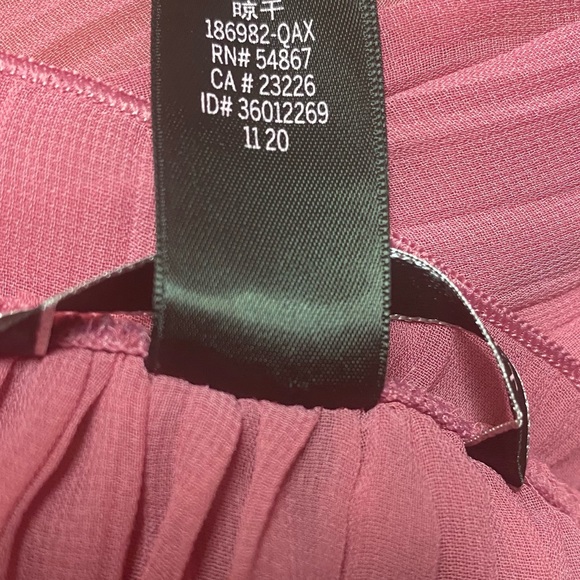 晾干
186982-QAX
RN# 54867
CA # 23226
ID# 36012269
11 20